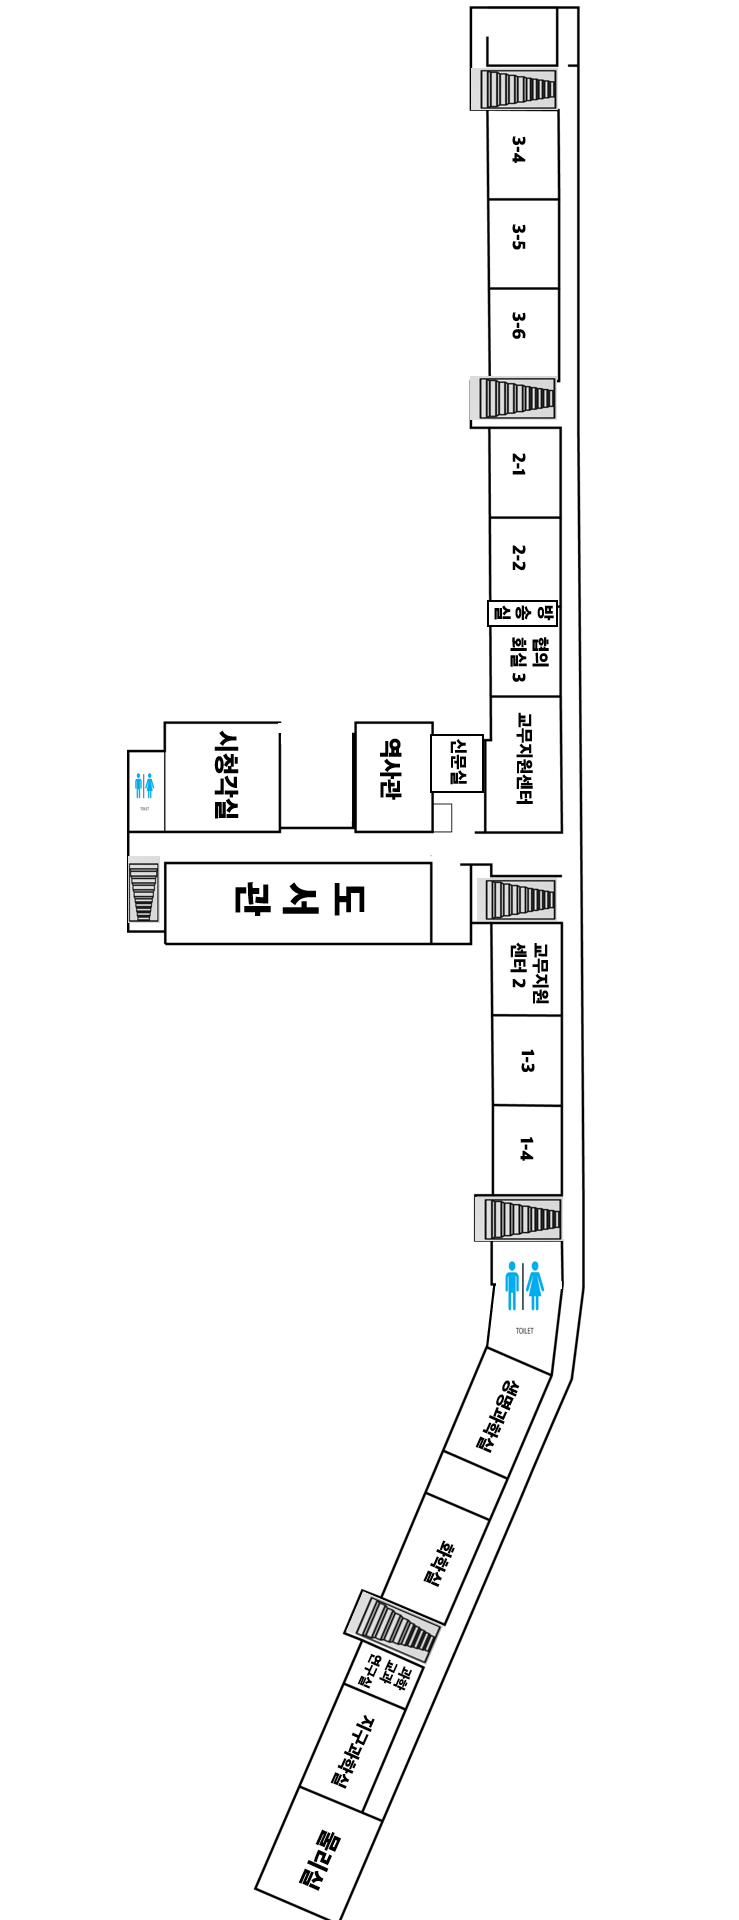 3-4
3-5
3-6
2-1
2-2
방송실
협의
회실 3
교무지원센터
신문실
역사관
시청각실
TOILET
도서관
교무지원
센터 2
1-3
1-4
TOILET
생명과학실
화학실
과학
교과
연구실
지구과학실
물리실